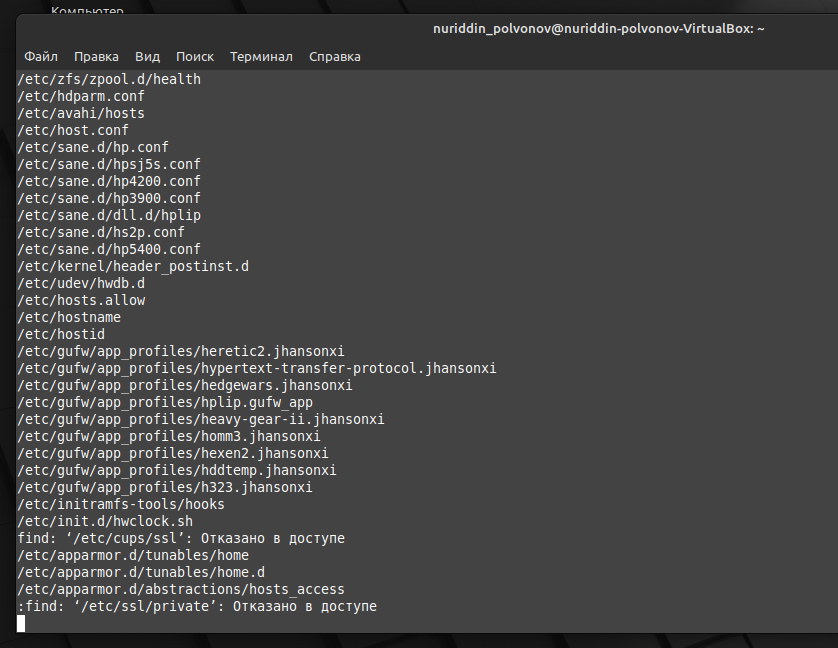 Компьютер
nuriddin_polvonov@nuriddin-polvonov-VirtualBox: ~
Файл Правка Вид Поиск Терминал Справка
/etc/zfs/zpool.d/health
/etc/hdparm.conf
/etc/avahi/hosts
/etc/host.conf
/etc/sane.d/hp.conf
/etc/sane.d/hpsj5s.conf
/etc/sane.d/hp4200.conf
/etc/sane.d/hp3900.conf
/etc/sane.d/dll.d/hplip
/etc/sane.d/hs2p.conf
/etc/sane.d/hp5400.conf
/etc/kernel/header_postinst.d
/etc/udev/hwdb.d
/etc/hosts.allow
/etc/hostname
/etc/hostid
/etc/gufw/app_profiles/heretic2.jhansonxi
/etc/gufw/app_profiles/hypertext-transfer-protocol.jhansonxi
/etc/gufw/app_profiles/hedgewars.jhansonxi
/etc/gufw/app_profiles/hplip.gufw_app
/etc/gufw/app_profiles/heavy-gear-ii.jhansonxi
/etc/gufw/app_profiles/homm3.jhansonxi
/etc/gufw/app_profiles/hexen2.jhansonxi
/etc/gufw/app_profiles/hddtemp.jhansonxi
/etc/gufw/app_profiles/h323.jhansonxi
/etc/initramfs-tools/hooks
/etc/init.d/hwclock.sh
find: ‘/etc/cups/ssl’: Отказано в доступе
/etc/apparmor.d/tunables/home
/etc/apparmor.d/tunables/home.d
/etc/apparmor.d/abstractions/hosts_access
:find: ‘/etc/ssl/private’: Отказано в доступе